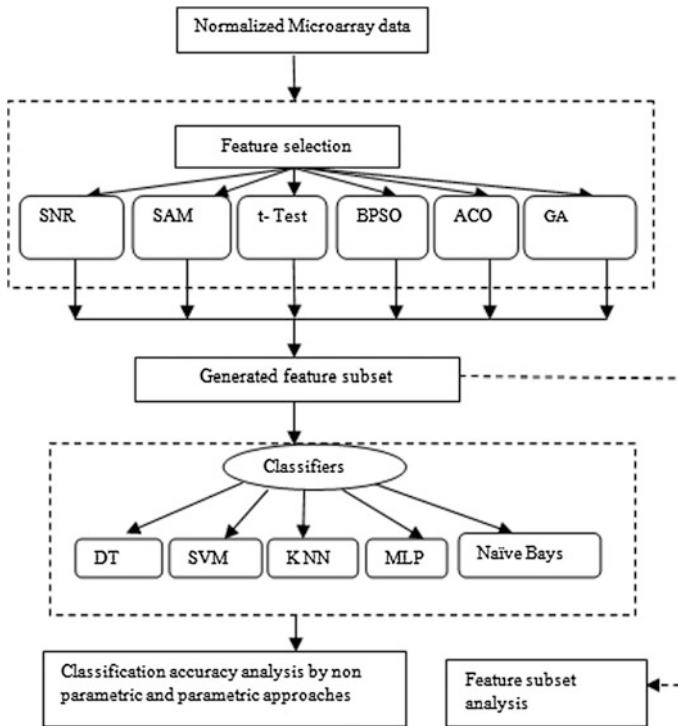 Normalized Microarray data
Feature selection
SNR
SAM
t- Test
BPSO
ACO
GA
Generated feature subset
Classifiers
DT
SVM
KNN
MLP
Naïve Bays
Classification accuracy analysis by non
parametric and parametric approaches
Feature subset
analysis